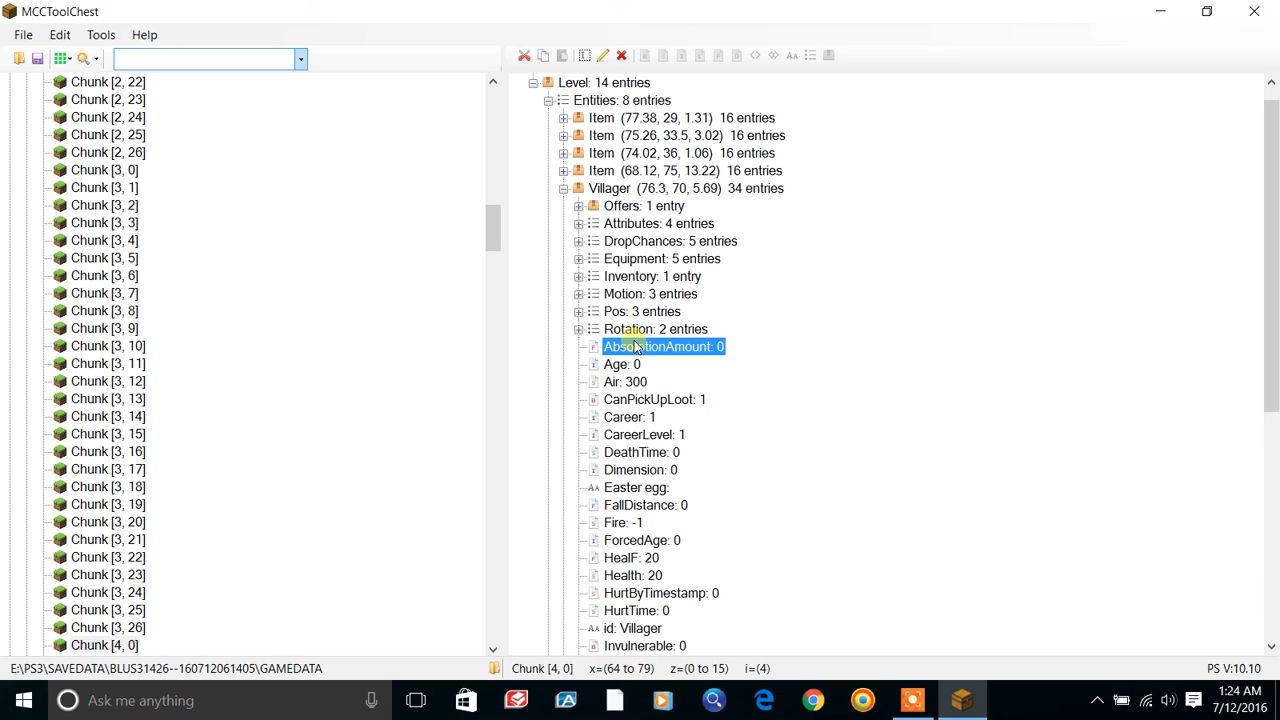 MCCToolChest
File Edit Tools Help
Chunk [2, 22]
Chunk [2, 23]
Chunk [2, 24]
Chunk [2, 25]
Chunk [2, 26]
Chunk [3, 0]
Chunk [3, 1]
Chunk [3, 2]
Chunk [3, 3]
Chunk [3, 4]
Chunk [3, 5]
Chunk [3, 6]
Chunk [3, 7]
Chunk [3, 8]
Chunk [3, 9]
Chunk [3, 10]
Chunk [3, 11]
Chunk [3, 12]
Chunk [3, 13]
Chunk [3, 14]
Chunk [3, 15]
Chunk [3, 16]
Chunk [3, 17]
Chunk [3, 18]
Chunk [3, 19]
Chunk [3, 20]
Chunk [3, 21]
Chunk [3, 22]
Chunk [3, 23]
Chunk [3, 24]
Chunk [3, 25]
Chunk [3, 26]
Chunk [4, 0]
Level: 14 entries
Entities: 8 entries
Item (77.38, 29, 1.31) 16 entries
Item (75.26, 33.5, 3.02) 16 entries
Item (74.02, 36, 1.06) 16 entries
Item (68.12, 75, 13.22) 16 entries
Villager (76.3, 70, 5.69) 34 entries
Offers: 1 entry
Attributes: 4 entries
DropChances: 5 entries
Equipment: 5 entries
Inventory: 1 entry
Motion: 3 entries
Pos: 3 entries
Rotation: 2 entries
AbsorptionAmount: 0
Age: 0
Air: 300
CanPickUpLoot: 1
Career: 1
CareerLevel: 1
DeathTime: 0
Dimension: 0
Easter egg:
FallDistance: 0
Fire: -1
ForcedAge: 0
HealF: 20
Health: 20
HurtByTimestamp: 0
HurtTime: 0
id: Villager
Invulnerable: 0
E:\PS3\SAVEDATA\BLUS31426--160712061405\GAMEDATA
Chunk [4, 0] x=(64 to 79) z=(0 to 15) i=(4)
PS V:10.10
Ask me anything
1:24 AM
7/12/2016